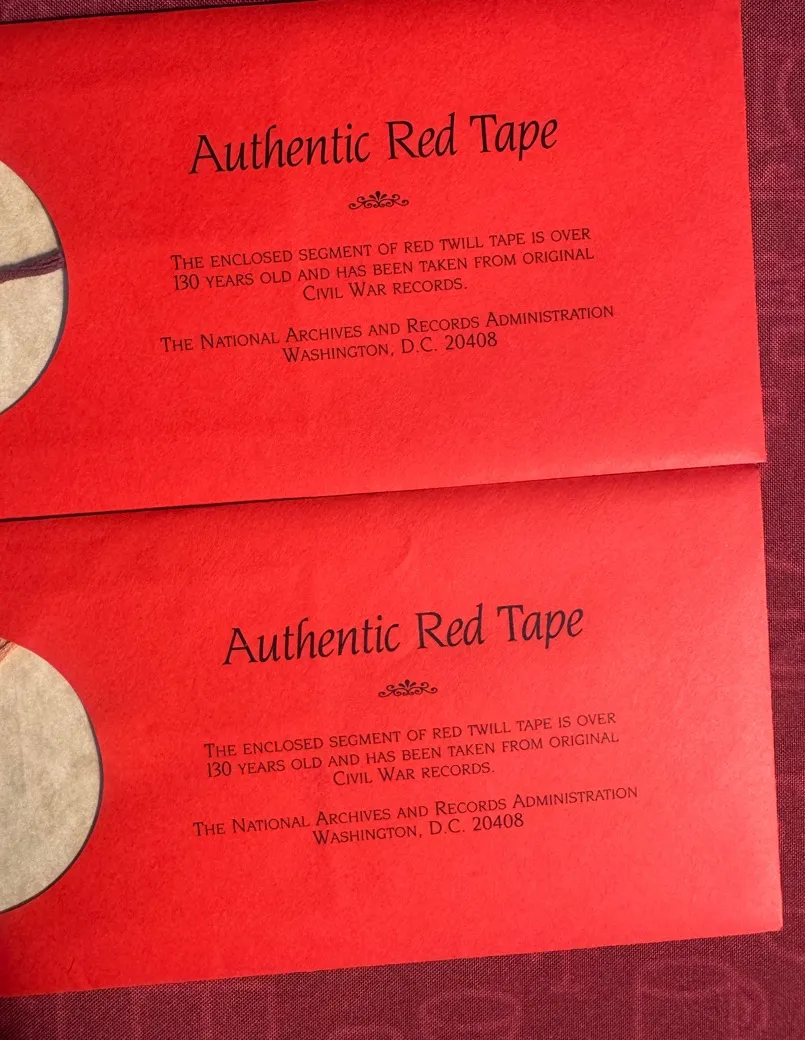 Authentic Red Tape
THE ENCLOSED SEGMENT OF RED TWILL TAPE IS OVER
130 YEARS OLD AND HAS BEEN TAKEN FROM ORIGINAL
CIVIL WAR RECORDS.
THE NATIONAL ARCHIVES AND RECORDS ADMINISTRATION
WASHINGTON, D.C. 20408
Authentic Red Tape
THE ENCLOSED SEGMENT OF RED TWILL TAPE IS OVER
130 YEARS OLD AND HAS BEEN TAKEN FROM ORIGINAL
CIVIL WAR RECORDS.
THE NATIONAL ARCHIVES AND RECORDS ADMINISTRATION
WASHINGTON, D.C. 20408